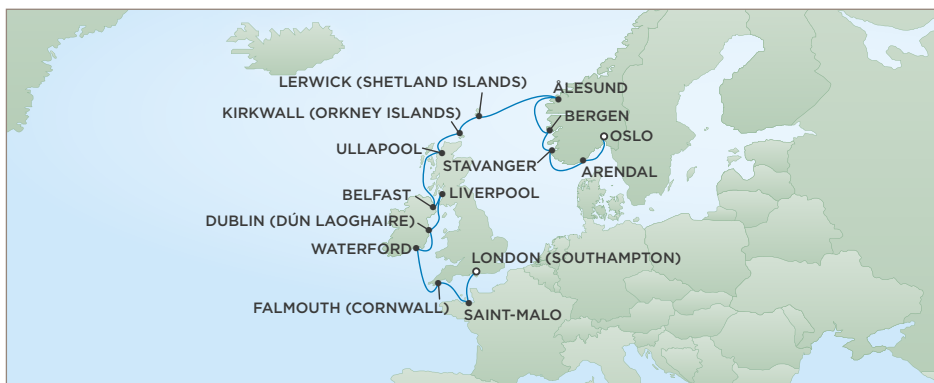 LERWICK (SHETLAND ISLANDS)
ÅLESUND
KIRKWALL (ORKNEY ISLANDS)
BERGEN
OSLO
ULLAPOOL
STAVANGER
ARENDAL
BELFAST
LIVERPOOL
DUBLIN (DÚN LAOGHAIRE)
WATERFORD
LONDON (SOUTHAMPTON)
FALMOUTH (CORNWALL)
SAINT-MALO